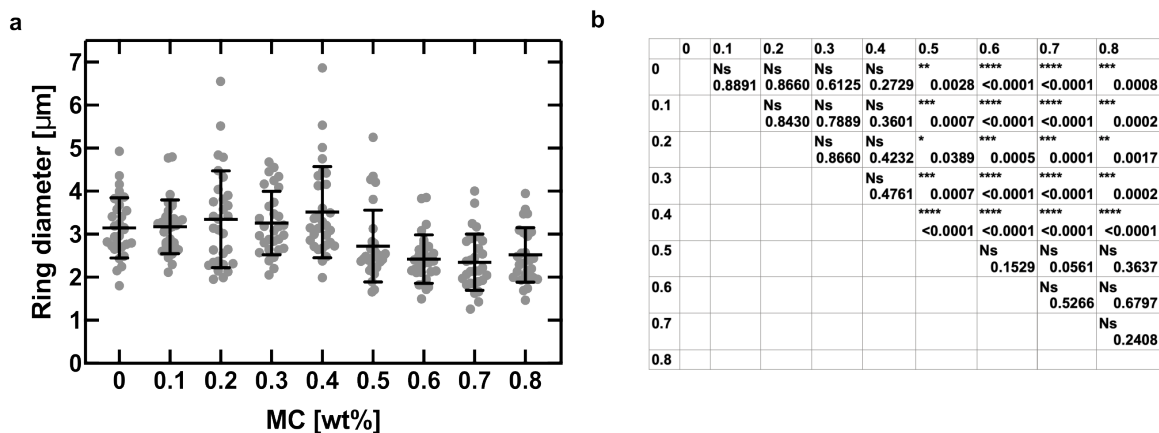 a
Ring diameter [µm]
7
6
5
4
3
2
1
0
0 0.1 0.2 0.3 0.4 0.5 0.6 0.7 0.8
MC [wt%]
b
0 0.1 0.2 0.3 0.4 0.5 0.6 0.7 0.8
0 Ns Ns Ns Ns ** **** **** ***
0.8891 0.8660 0.6125 0.2729 0.0028 <0.0001 <0.0001 0.0008
0.1 Ns Ns Ns *** **** **** ***
0.8430 0.7889 0.3601 0.0007 <0.0001 <0.0001 0.0002
0.2 Ns Ns * *** *** **
0.8660 0.4232 0.0389 0.0005 0.0001 0.0017
0.3 Ns *** **** **** ***
0.4761 0.0007 <0.0001 <0.0001 0.0002
0.4 **** **** **** ****
<0.0001 <0.0001 <0.0001 <0.0001
0.5 Ns Ns Ns
0.1529 0.0561 0.3637
0.6 Ns Ns
0.5266 0.6797
0.7 Ns
0.2408
0.8